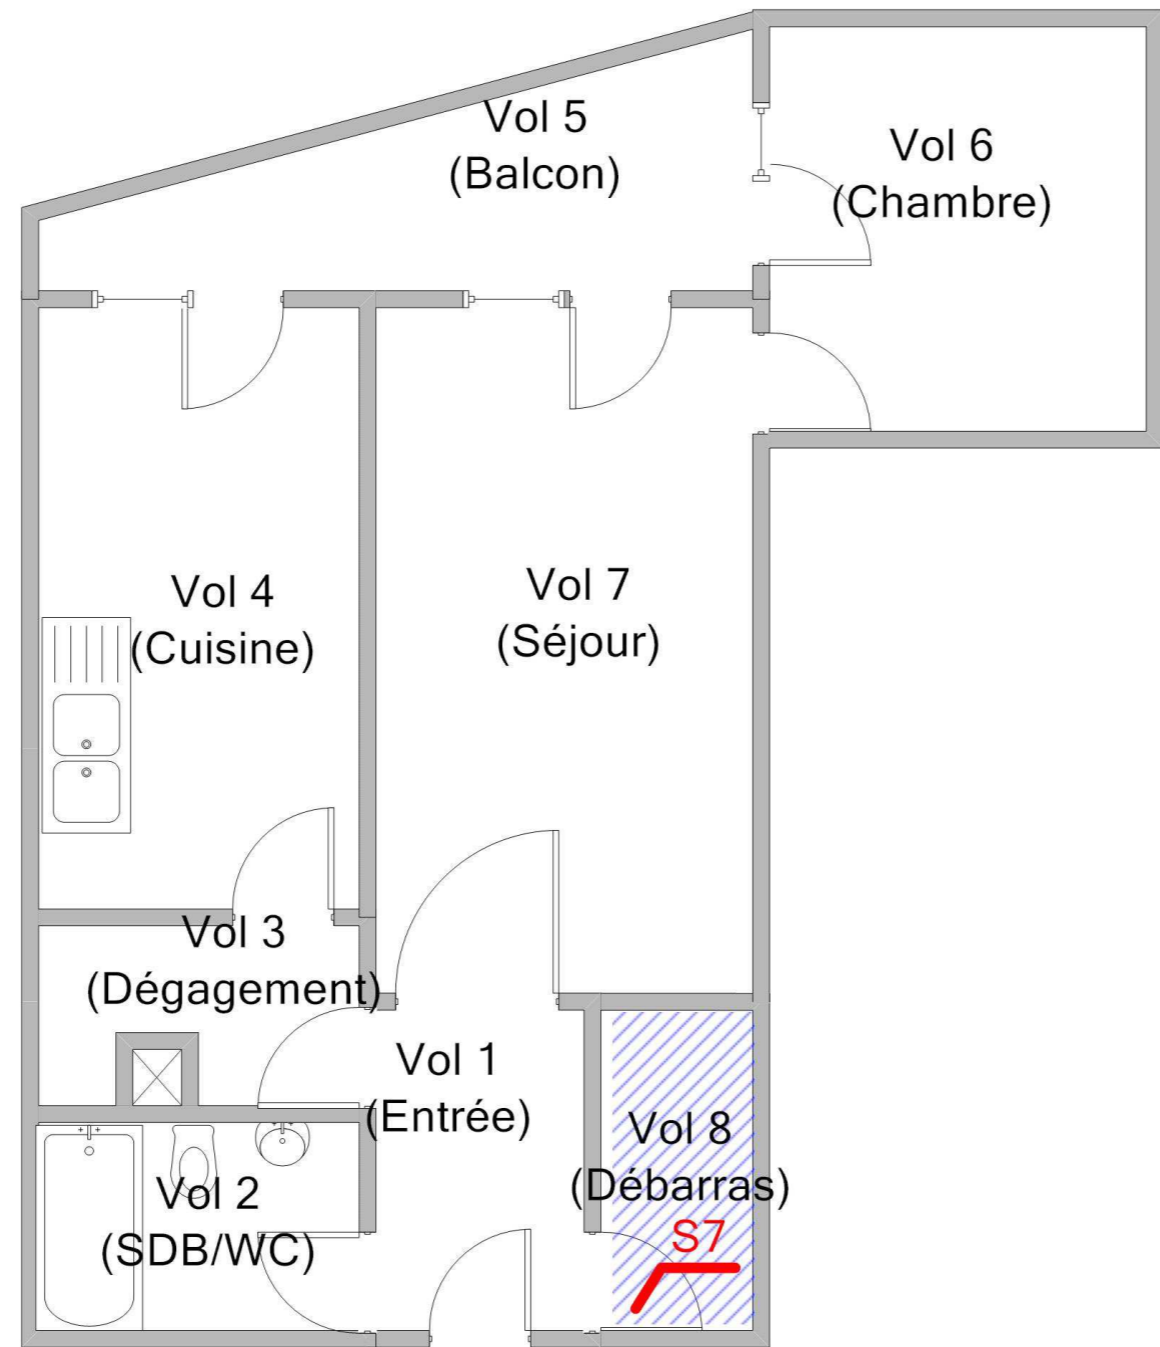 Vol 5
(Balcon)
Vol 6
(Chambre)
Vol 4
(Cuisine)
Vol 7
(Séjour)
Vol 3
(Dégagement)
Vol 1
(Entrée)
Vol 8
(Débarras)
Vol 2
(SDB/WC)
S7